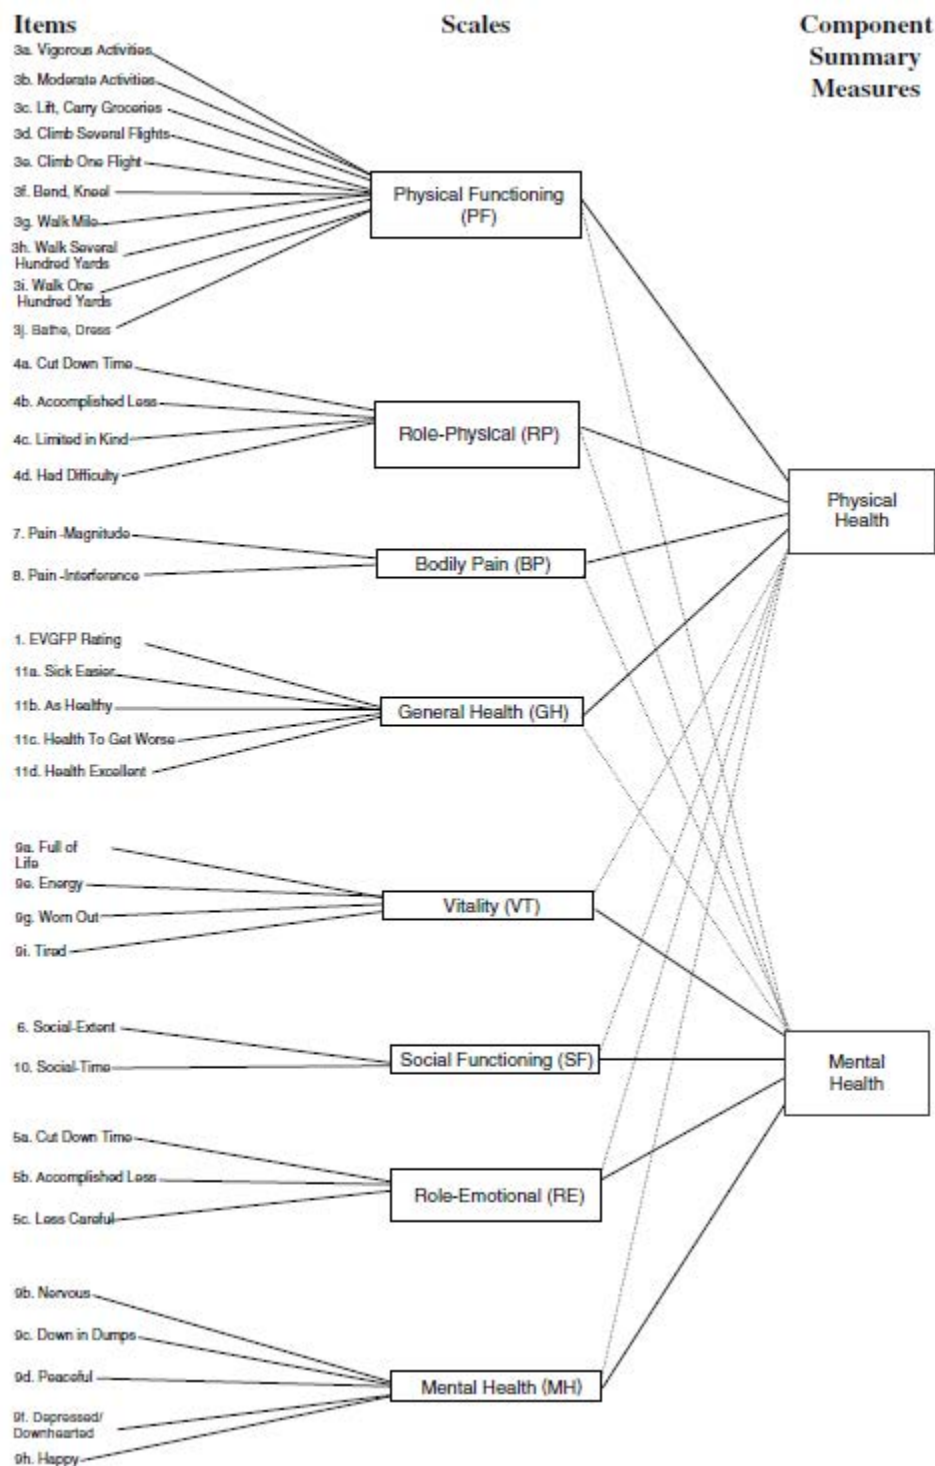 Items
Scales
Component
Summary
Measures
3a. Vigorous Activities
3b. Moderate Activities
3c. Lift, Carry Groceries
3d. Climb Several Flights
3e. Climb One Flight
3f. Bend, Kneel
3g. Walk Mile
3h. Walk Several
Hundred Yards
3i. Walk One
Hundred Yards
3j. Bathe, Dress
Physical Functioning
(PF)
4a. Cut Down Time
4b. Accomplished Less
4c. Limited in Kind
4d. Had Difficulty
Role-Physical (RP)
7. Pain-Magnitude
8. Pain-Interference
Bodily Pain (BP)
Physical
Health
1. EVGFP Rating
11a. Sick Easier
11b. As Healthy
11c. Health To Get Worse
11d. Health Excellent
General Health (GH)
9a. Full of
Life
9e. Energy
9g. Worn Out
9i. Tired
Vitality (VT)
6. Social-Extent
10. Social-Time
Social Functioning (SF)
Mental
Health
5a. Cut Down Time
5b. Accomplished Less
5c. Less Careful
Role-Emotional (RE)
9b. Nervous
9c. Down in Dumps
9d. Peaceful
9f. Depressed/
Downhearted
9h. Happy
Mental Health (MH)